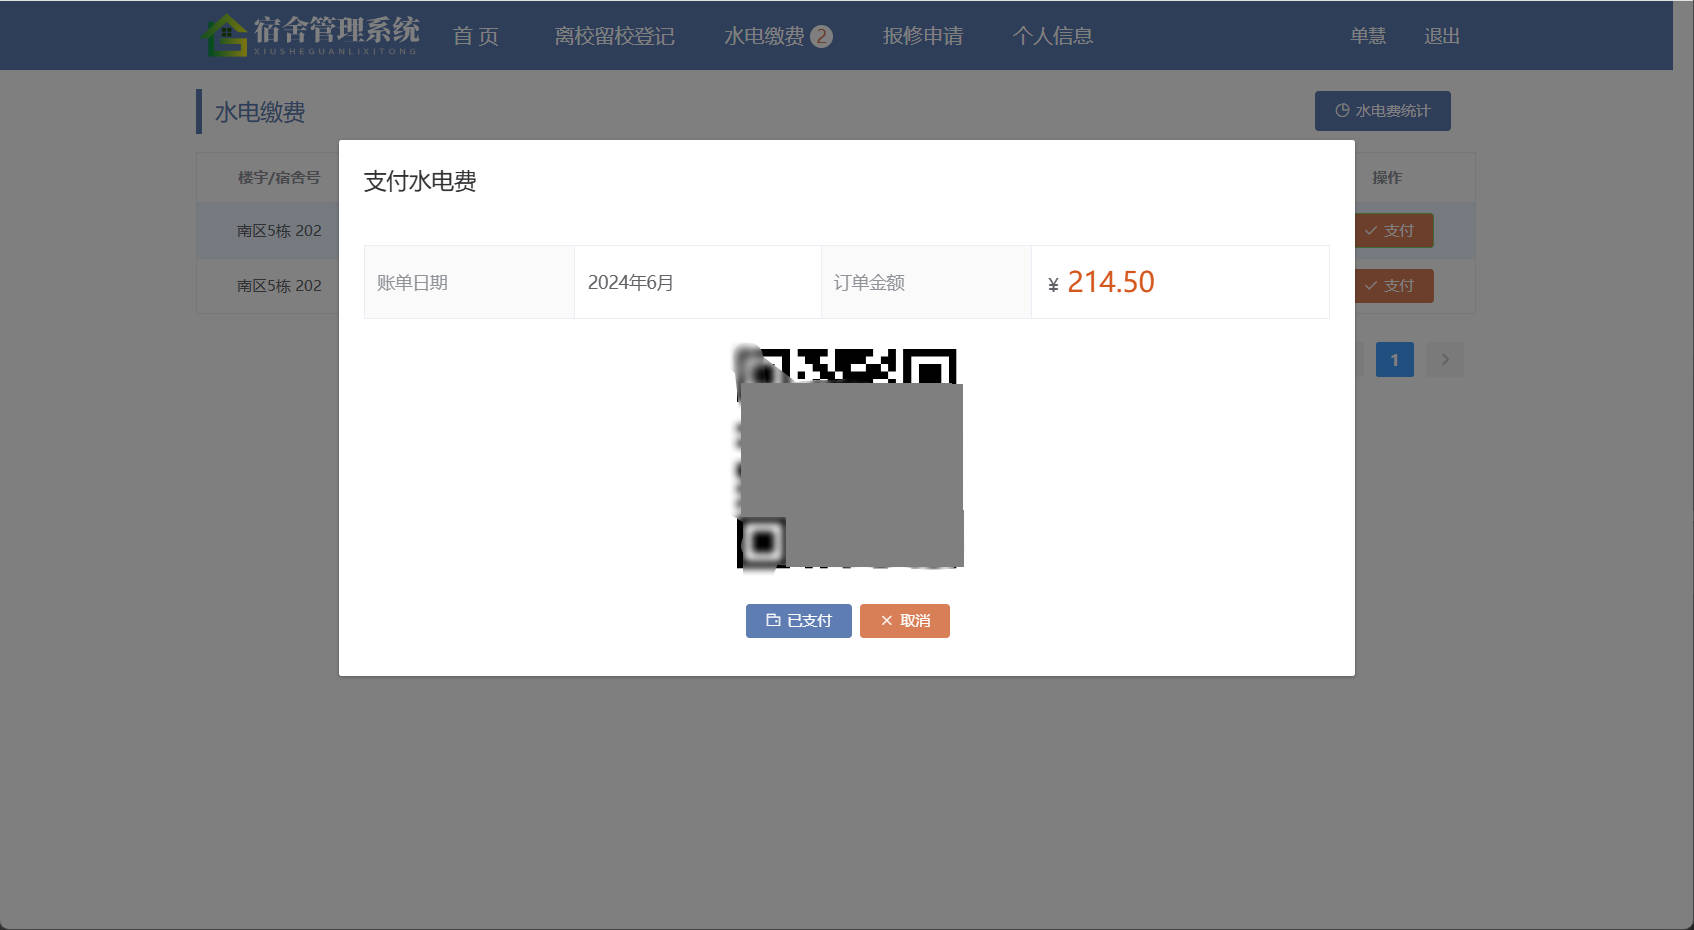 宿舍管理系统
XIUSHEGUANLIXITONG
首 页
离校留校登记
水电缴费 2
报修申请
个人信息
单慧
退出
水电缴费
水电费统计
楼宇/宿舍号
操作
南区5栋 202
支付
南区5栋 202
支付
1
支付水电费
账单日期
2024年6月
订单金额
¥ 214.50
已支付
取消